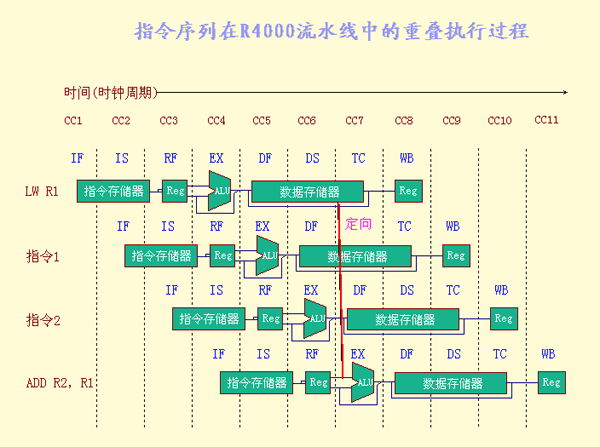 指令序列在R4000流水线中的重叠执行过程
时间(时钟周期)
CC1 CC2 CC3 CC4 CC5 CC6 CC7 CC8 CC9 CC10 CC11
IF IS RF EX DF DS TC WB
LW R1 指令存储器 Reg ALU 数据存储器 Reg
定向
IF IS RF EX DF TC WB
指令1 指令存储器 Reg ALU 数据存储器 Reg
IF IS RF EX DF DS TC WB
指令2 指令存储器 Reg ALU 数据存储器 Reg
IF IS RF EX DF DS TC WB
ADD R2, R1 指令存储器 Reg ALU 数据存储器 Reg